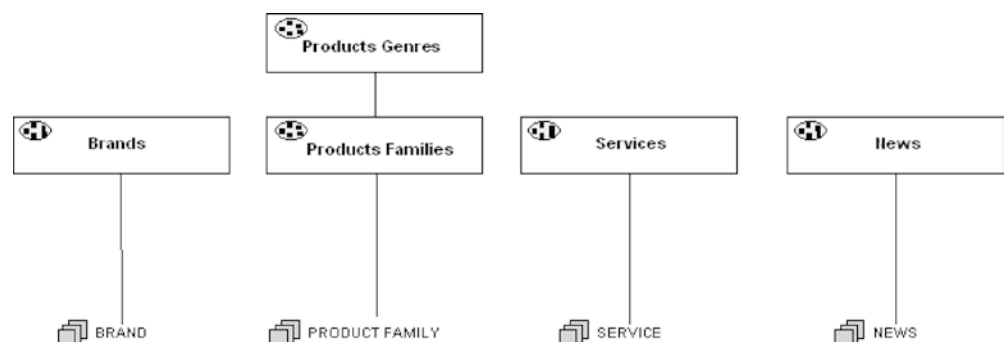 Products Genres
Brands
Products Families
Services
News
BRAND
PRODUCT FAMILY
SERVICE
NEWS